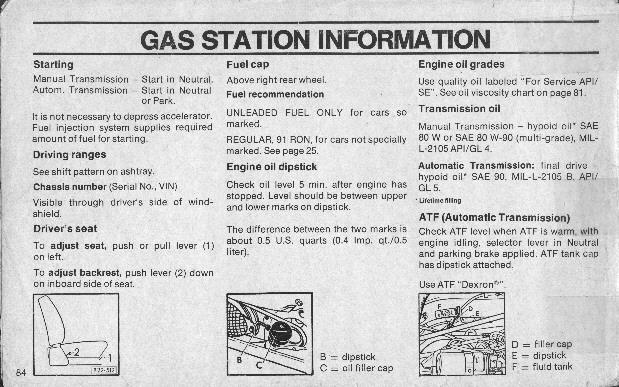 GAS STATION INFORMATION
Starting
Manual Transmission – Start in Neutral.
Autom. Transmission – Start in Neutral
or Park.
It is not necessary to depress accelerator.
Fuel injection system supplies required
amount of fuel for starting.
Driving ranges
See shift pattern on ashtray.
Chassis number (Serial No., VIN)
Visible through driver's side of wind-
shield.
Driver's seat
To adjust seat, push or pull lever (1)
on left.
To adjust backrest, push lever (2) down
on inboard side of seat.
2
1
84
Fuel cap
Above right rear wheel.
Fuel recommendation
UNLEADED FUEL ONLY for cars so
marked.
REGULAR, 91 RON, for cars not specially
marked. See page 25.
Engine oil dipstick
Check oil level 5 min. after engine has
stopped. Level should be between upper
and lower marks on dipstick.
The difference between the two marks is
about 0.5 U.S. quarts (0.4 Imp. qt./0.5
liter).
B
C
B = dipstick
C = oil filler cap
Engine oil grades
Use quality oil labeled "For Service API/
SE". See oil viscosity chart on page 81.
Transmission oil
Manual Transmission – hypoid oil* SAE
80 W or SAE 80 W-90 (multi-grade), MIL-
L-2105 API/GL 4.
Automatic Transmission: final drive –
hypoid oil* SAE 90, MIL-L-2105 B, API/
GL 5.
* Lifetime filling
ATF (Automatic Transmission)
Check ATF level when ATF is warm, with
engine idling, selector lever in Neutral
and parking brake applied. ATF tank cap
has dipstick attached.
Use ATF "Dexron®".
F
E
D
D = filler cap
E = dipstick
F = fluid tank